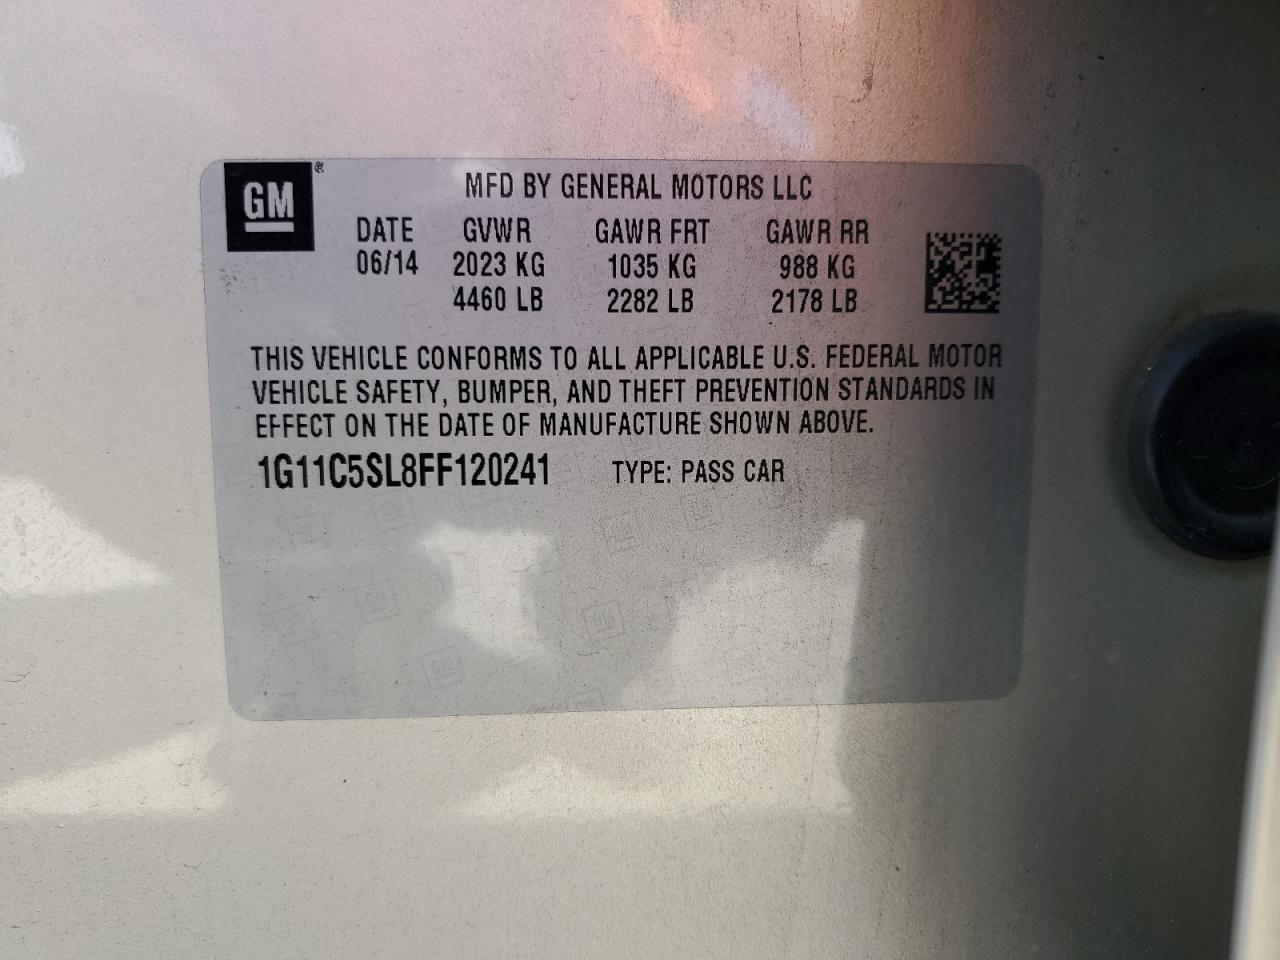 GM ®
MFD BY GENERAL MOTORS LLC
DATE GVWR GAWR FRT GAWR RR
06/14 2023 KG 1035 KG 988 KG
4460 LB 2282 LB 2178 LB
THIS VEHICLE CONFORMS TO ALL APPLICABLE U.S. FEDERAL MOTOR
VEHICLE SAFETY, BUMPER, AND THEFT PREVENTION STANDARDS IN
EFFECT ON THE DATE OF MANUFACTURE SHOWN ABOVE.
1G11C5SL8FF120241 TYPE: PASS CAR